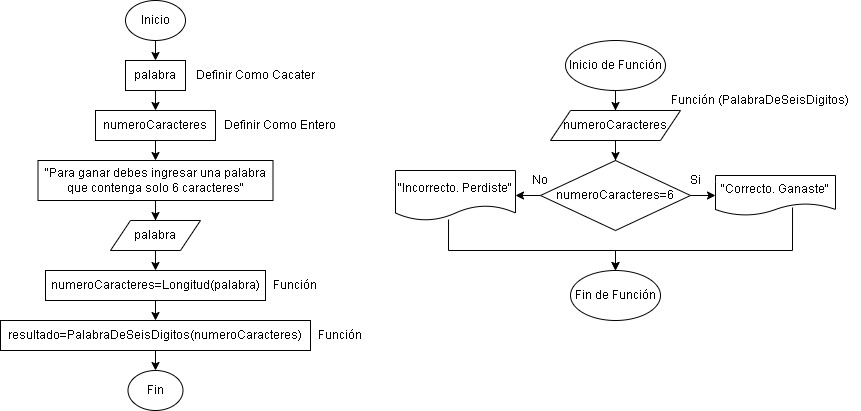 Inicio
palabra
Definir Como Cacater
numeroCaracteres
Definir Como Entero
"Para ganar debes ingresar una palabra
que contenga solo 6 caracteres"
palabra
numeroCaracteres=Longitud(palabra)
Función
resultado=PalabraDeSeisDigitos(numeroCaracteres)
Función
Fin
Inicio de Función
Función (PalabraDeSeisDigitos)
numeroCaracteres
numeroCaracteres=6
No
Si
"Incorrecto. Perdiste"
"Correcto. Ganaste"
Fin de Función